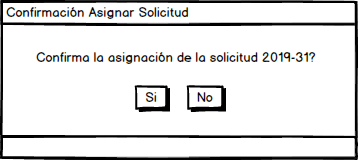 Confirmación Asignar Solicitud
Confirma la asignación de la solicitud 2019-31?
Si No